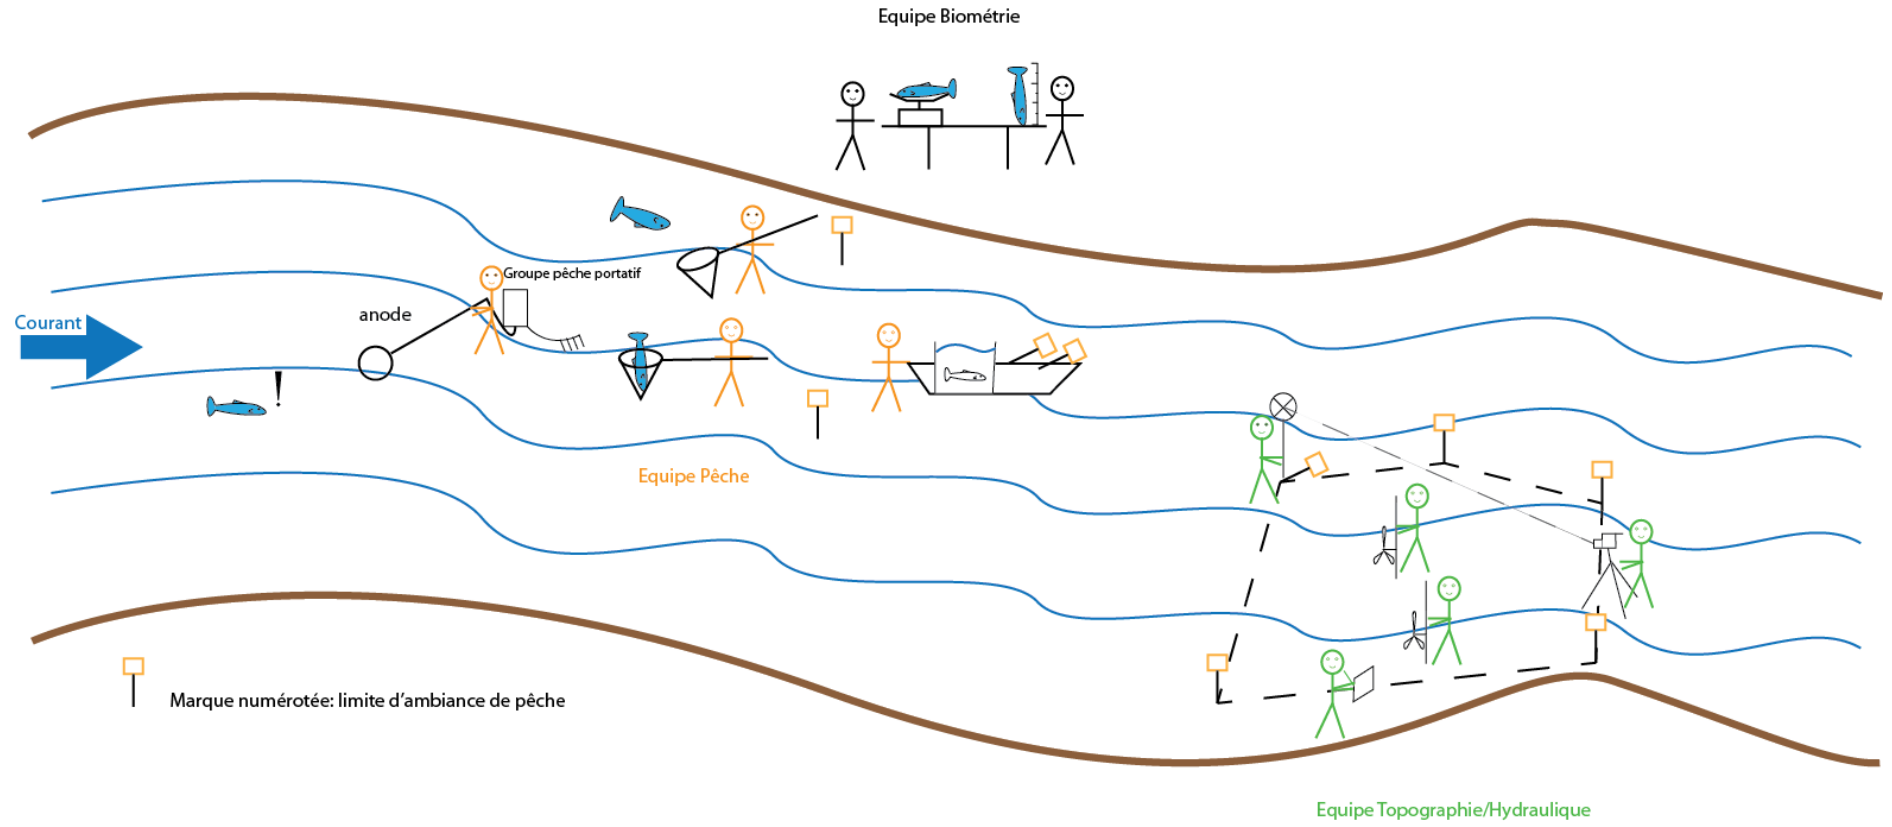 Equipe Biométrie
Groupe pêche portatif
anode
Courant
!
Equipe Pêche
Marque numérotée: limite d'ambiance de pêche
Equipe Topographie/Hydraulique